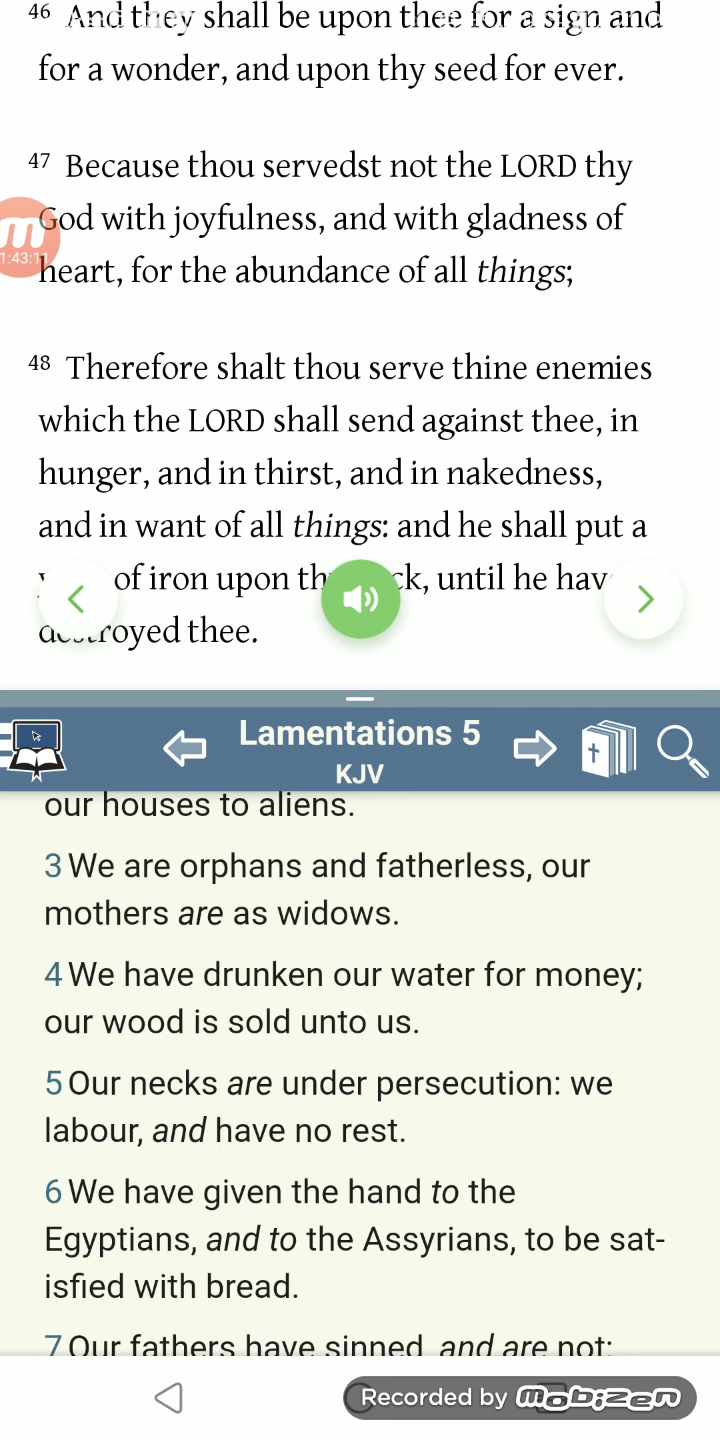 46 And they shall be upon thee for a sign and
for a wonder, and upon thy seed for ever.
47 Because thou servedst not the LORD thy
God with joyfulness, and with gladness of
1:43:11
heart, for the abundance of all things;
48 Therefore shalt thou serve thine enemies
which the LORD shall send against thee, in
hunger, and in thirst, and in nakedness,
and in want of all things: and he shall put a
of iron upon until he
destroyed thee.
Lamentations 5
KJV
our houses to aliens.
3 We are orphans and fatherless, our
mothers are as widows.
4 We have drunken our water for money;
our wood is sold unto us.
5 Our necks are under persecution: we
labour, and have no rest.
6 We have given the hand to the
Egyptians, and to the Assyrians, to be sat-
isfied with bread.
7 Our fathers have sinned, and are not;
Recorded by mobizen